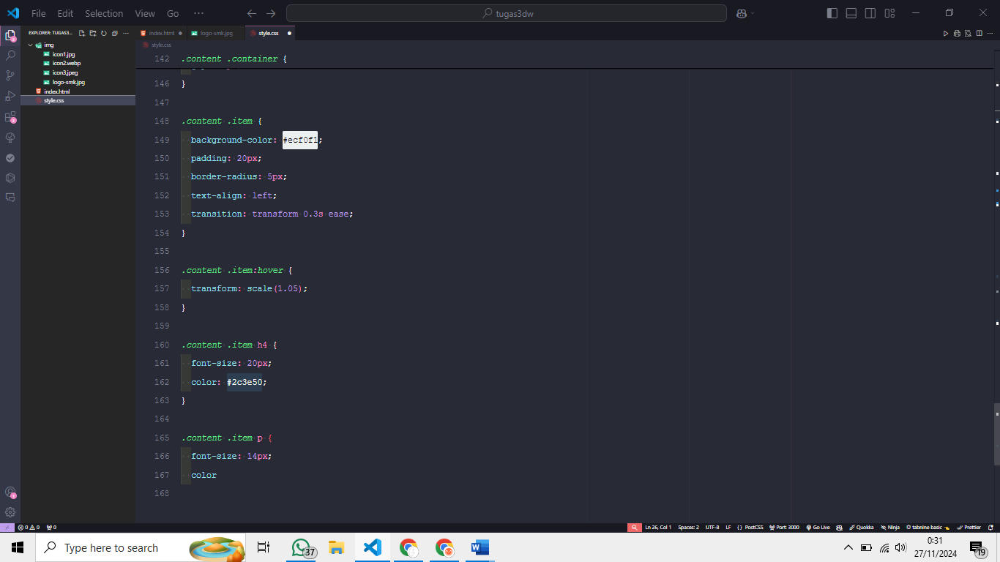 File Edit Selection View Go ···
tugas3dw
EXPLORER: TUGAS3...
index.html
logo-smk.jpg
style.css
img
icon1.jpg
icon2.webp
icon3.jpeg
logo-smk.jpg
index.html
style.css
style.css
142 .content .container {
146 }
147
148 .content .item {
149 background-color: #ecf0f1;
150 padding: 20px;
151 border-radius: 5px;
152 text-align: left;
153 transition: transform 0.3s ease;
154 }
155
156 .content .item:hover {
157 transform: scale(1.05);
158 }
159
160 .content .item h4 {
161 font-size: 20px;
162 color: #2c3e50;
163 }
164
165 .content .item p {
166 font-size: 14px;
167 color
168
0 0 0 Ln 26, Col 1 Spaces: 2 UTF-8 LF {} PostCSS Port: 3000 Go Live Quokka Ninja tabnine basic Prettier
Type here to search
37
0:31
27/11/2024
19